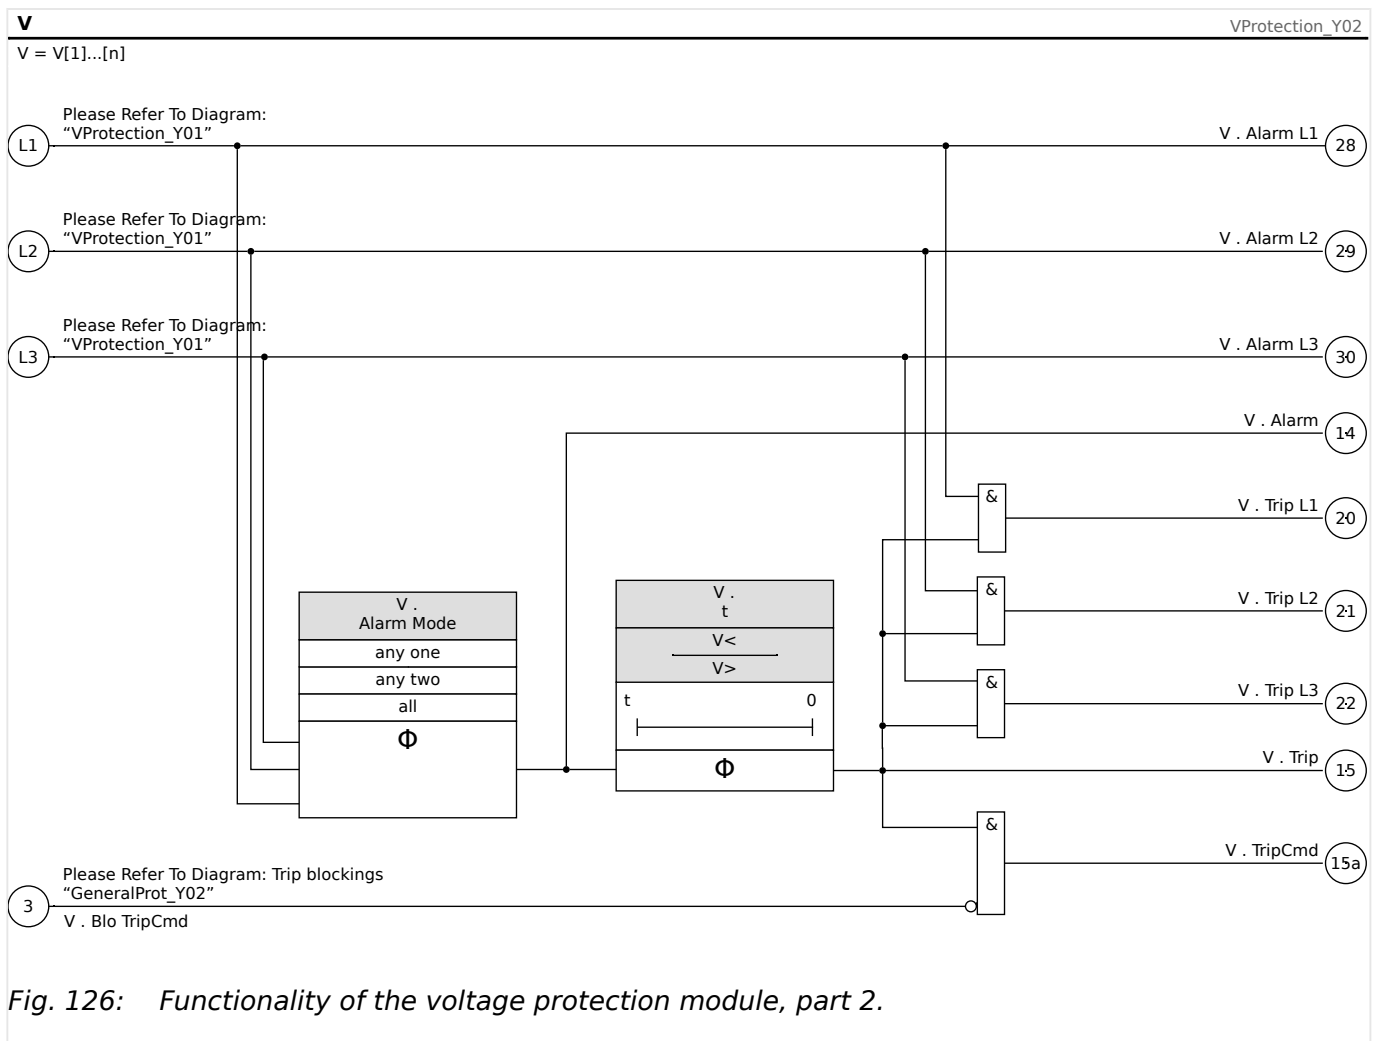 V
VProtection_Y02
V = V[1]...[n]
Please Refer To Diagram:
“VProtection_Y01”
L1
V . Alarm L1
28
Please Refer To Diagram:
“VProtection_Y01”
L2
V . Alarm L2
29
Please Refer To Diagram:
“VProtection_Y01”
L3
V . Alarm L3
30
V . Alarm
14
&
V . Trip L1
20
&
V . Trip L2
21
V .
Alarm Mode
any one
any two
all
Φ
V .
t
V<
V>
t
0
Φ
&
V . Trip L3
22
V . Trip
15
&
V . TripCmd
15a
Please Refer To Diagram: Trip blockings
“GeneralProt_Y02”
3
V . Blo TripCmd
Fig. 126: Functionality of the voltage protection module, part 2.